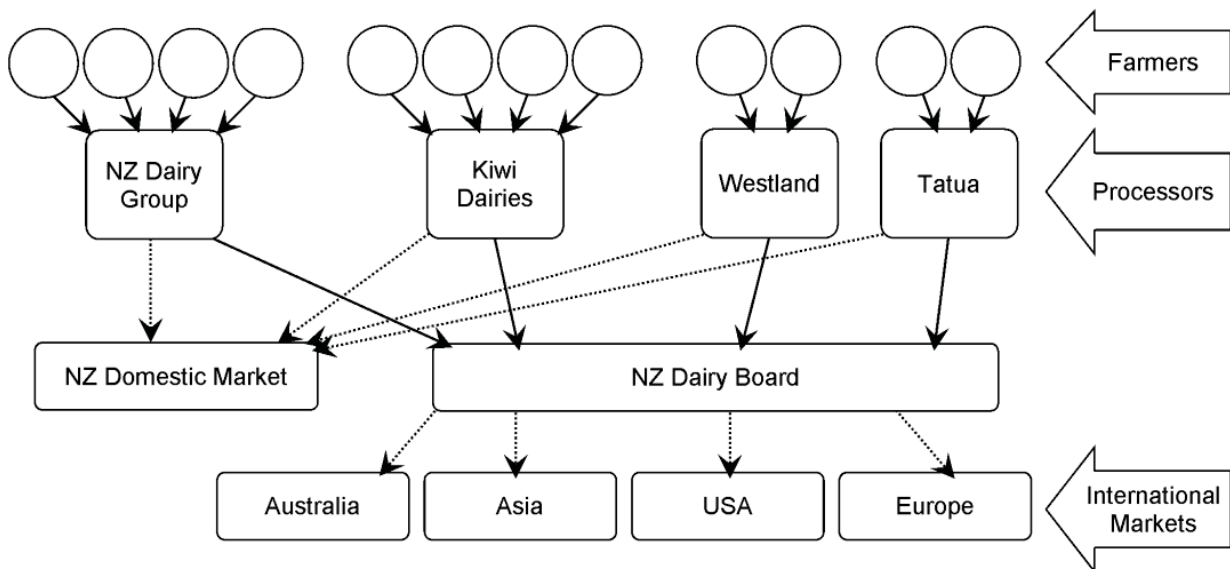 Farmers
NZ Dairy
Group
Kiwi
Dairies
Westland
Tatua
Processors
NZ Domestic Market
NZ Dairy Board
Australia
Asia
USA
Europe
International
Markets